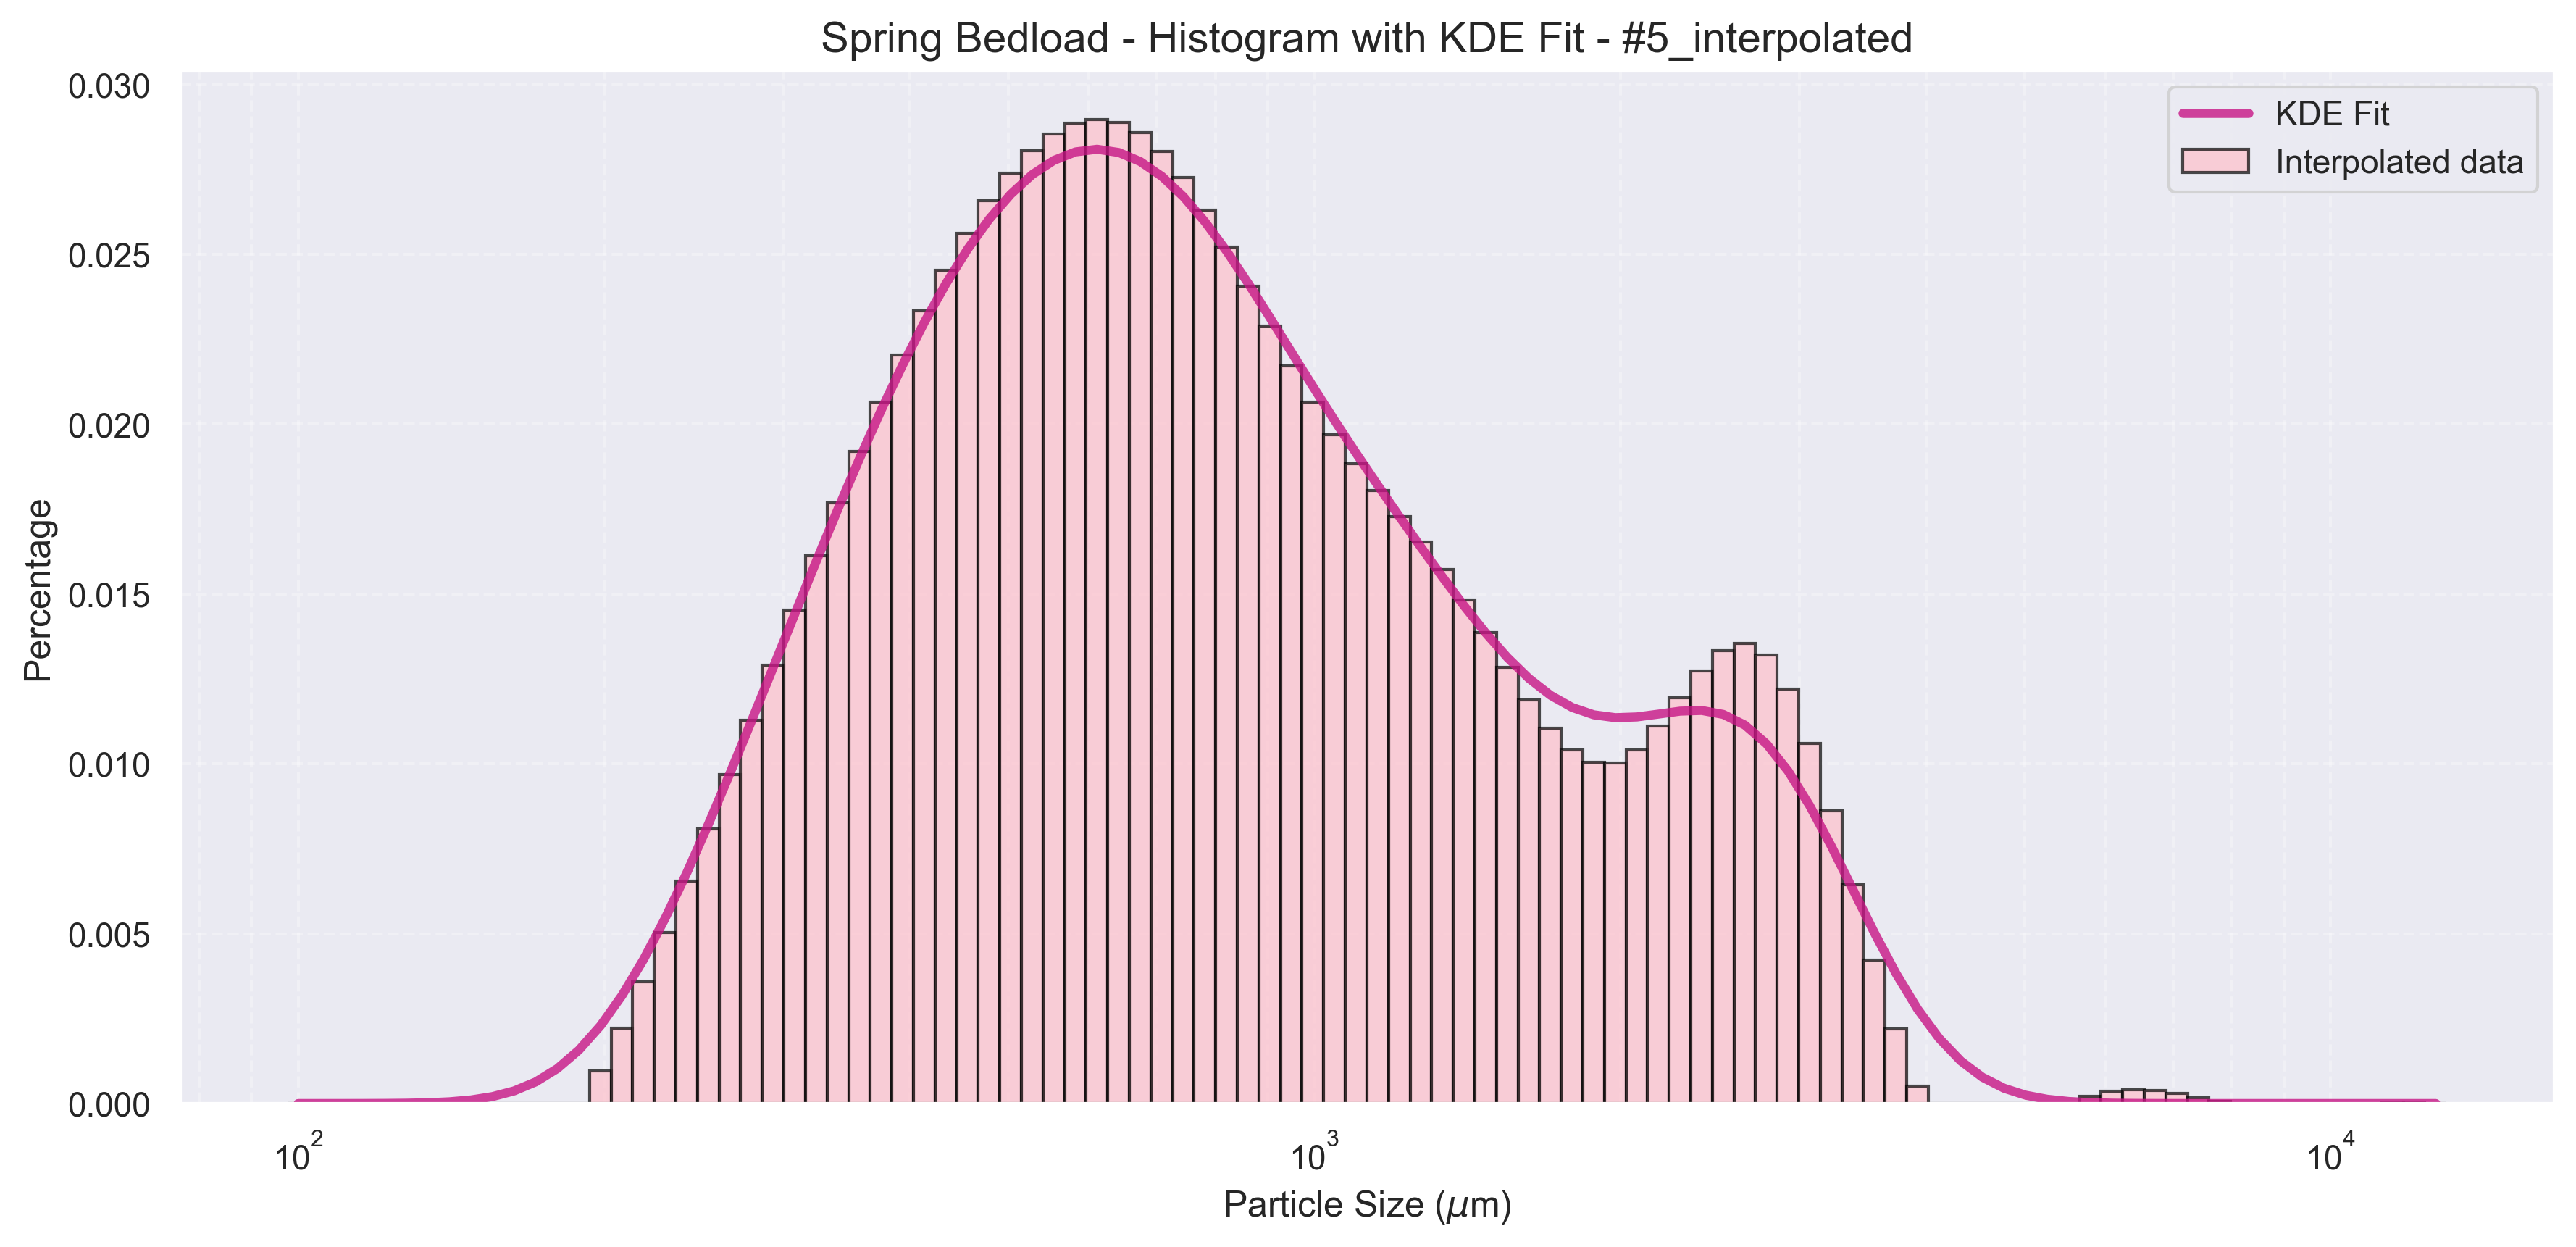 Spring Bedload - Histogram with KDE Fit - #5_interpolated
KDE Fit
Interpolated data
Percentage
0.030
0.025
0.020
0.015
0.010
0.005
0.000
10² 10³ 10⁴
Particle Size (μm)